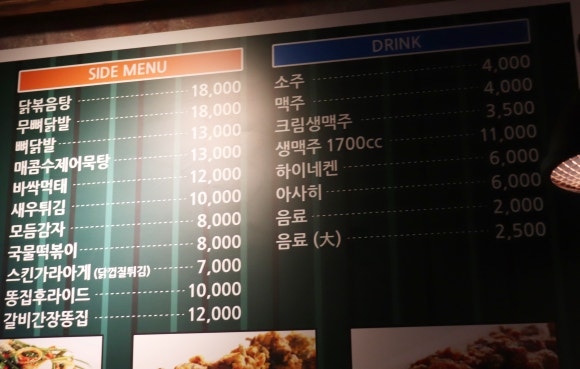 SIDE MENU
닭볶음탕 18,000
무뼈닭발 18,000
뼈닭발 13,000
매콤수제어묵탕 13,000
바싹먹태 12,000
새우튀김 10,000
모듬감자 8,000
국물떡볶이 8,000
스킨가라아게 (닭껍질튀김) 7,000
똥집후라이드 10,000
갈비간장똥집 12,000
DRINK
소주 4,000
맥주 4,000
크림생맥주 3,500
생맥주 1700cc 11,000
하이네켄 6,000
아사히 6,000
음료 2,000
음료 (大) 2,500